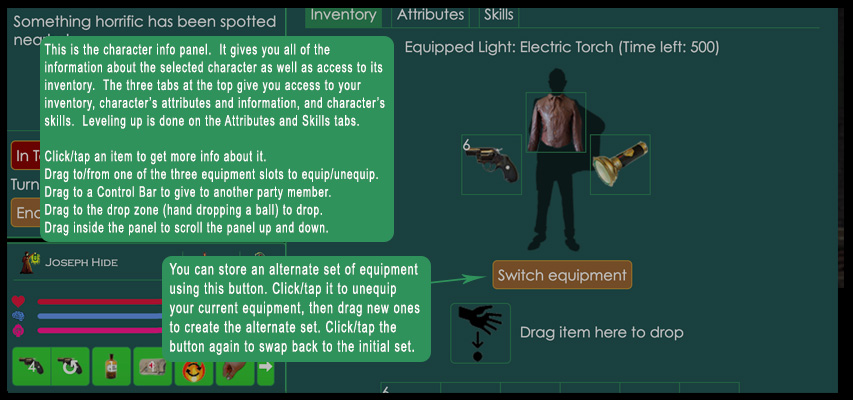 Something horrific has been spotted
Inventory
Attributes
Skills
Equipped Light: Electric Torch (Time left: 500)
This is the character info panel.  It gives you all of the
information about the selected character as well as access to its
inventory.  The three tabs at the top give you access to your
inventory, character's attributes and information, and character's
skills.  Leveling up is done on the Attributes and Skills tabs.
Click/tap an item to get more info about it.
Drag to/from one of the three equipment slots to equip/unequip.
Drag to a Control Bar to give to another party member.
Drag to the drop zone (hand dropping a ball) to drop.
Drag inside the panel to scroll the panel up and down.
6
In
Turn
JOSEPH HIDE
You can store an alternate set of equipment
using this button. Click/tap it to unequip
your current equipment, then drag new ones
to create the alternate set. Click/tap the
button again to swap back to the initial set.
Switch equipment
Drag item here to drop
4
1
6